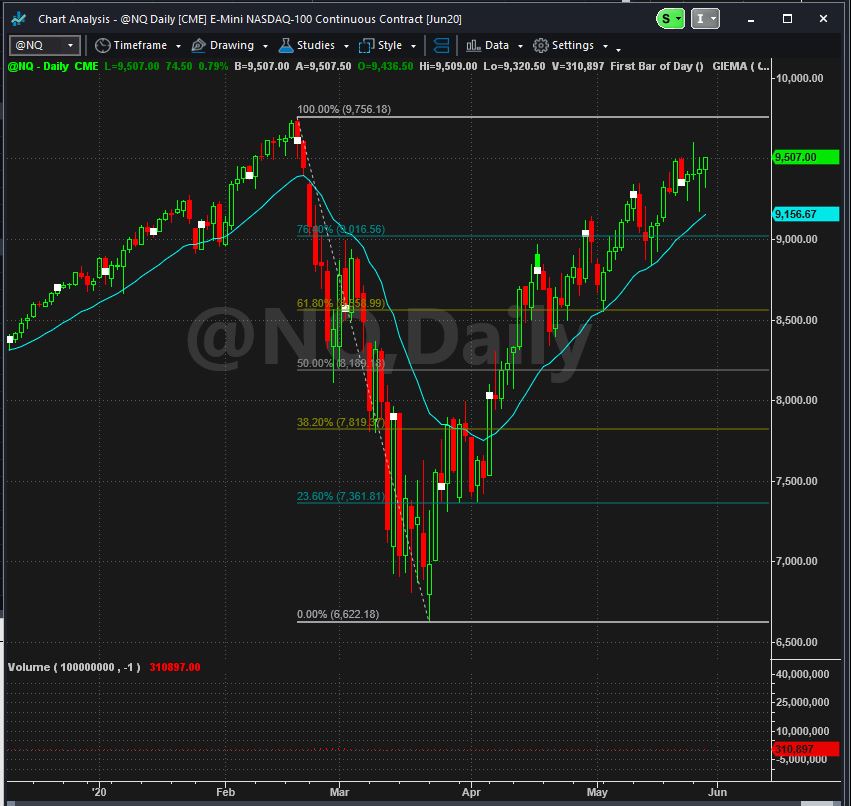 Chart Analysis - @NQ Daily [CME] E-Mini NASDAQ-100 Continuous Contract [Jun20]
S
I
@NQ Timeframe Drawing Studies Style Data Settings
@NQ - Daily CME L=9,507.00 74.50 0.79% B=9,507.00 A=9,507.50 O=9,436.50 Hi=9,509.00 Lo=9,320.50 V=310,897 First Bar of Day () GIEMA ( (...
10,000.00
100.00% (9,756.18)
9,507.00
9,156.67
76.40% (9,016.56)
9,000.00
61.80% (8,558.99)
8,500.00
@NQ,Daily
50.00% (8,189.18)
8,000.00
38.20% (7,819.37)
7,500.00
23.60% (7,361.81)
7,000.00
0.00% (6,622.18)
6,500.00
Volume ( 100000000 , -1 ) 310897.00
40,000,000
25,000,000
10,000,000
310,897
-5,000,000
'20 Feb Mar Apr May Jun